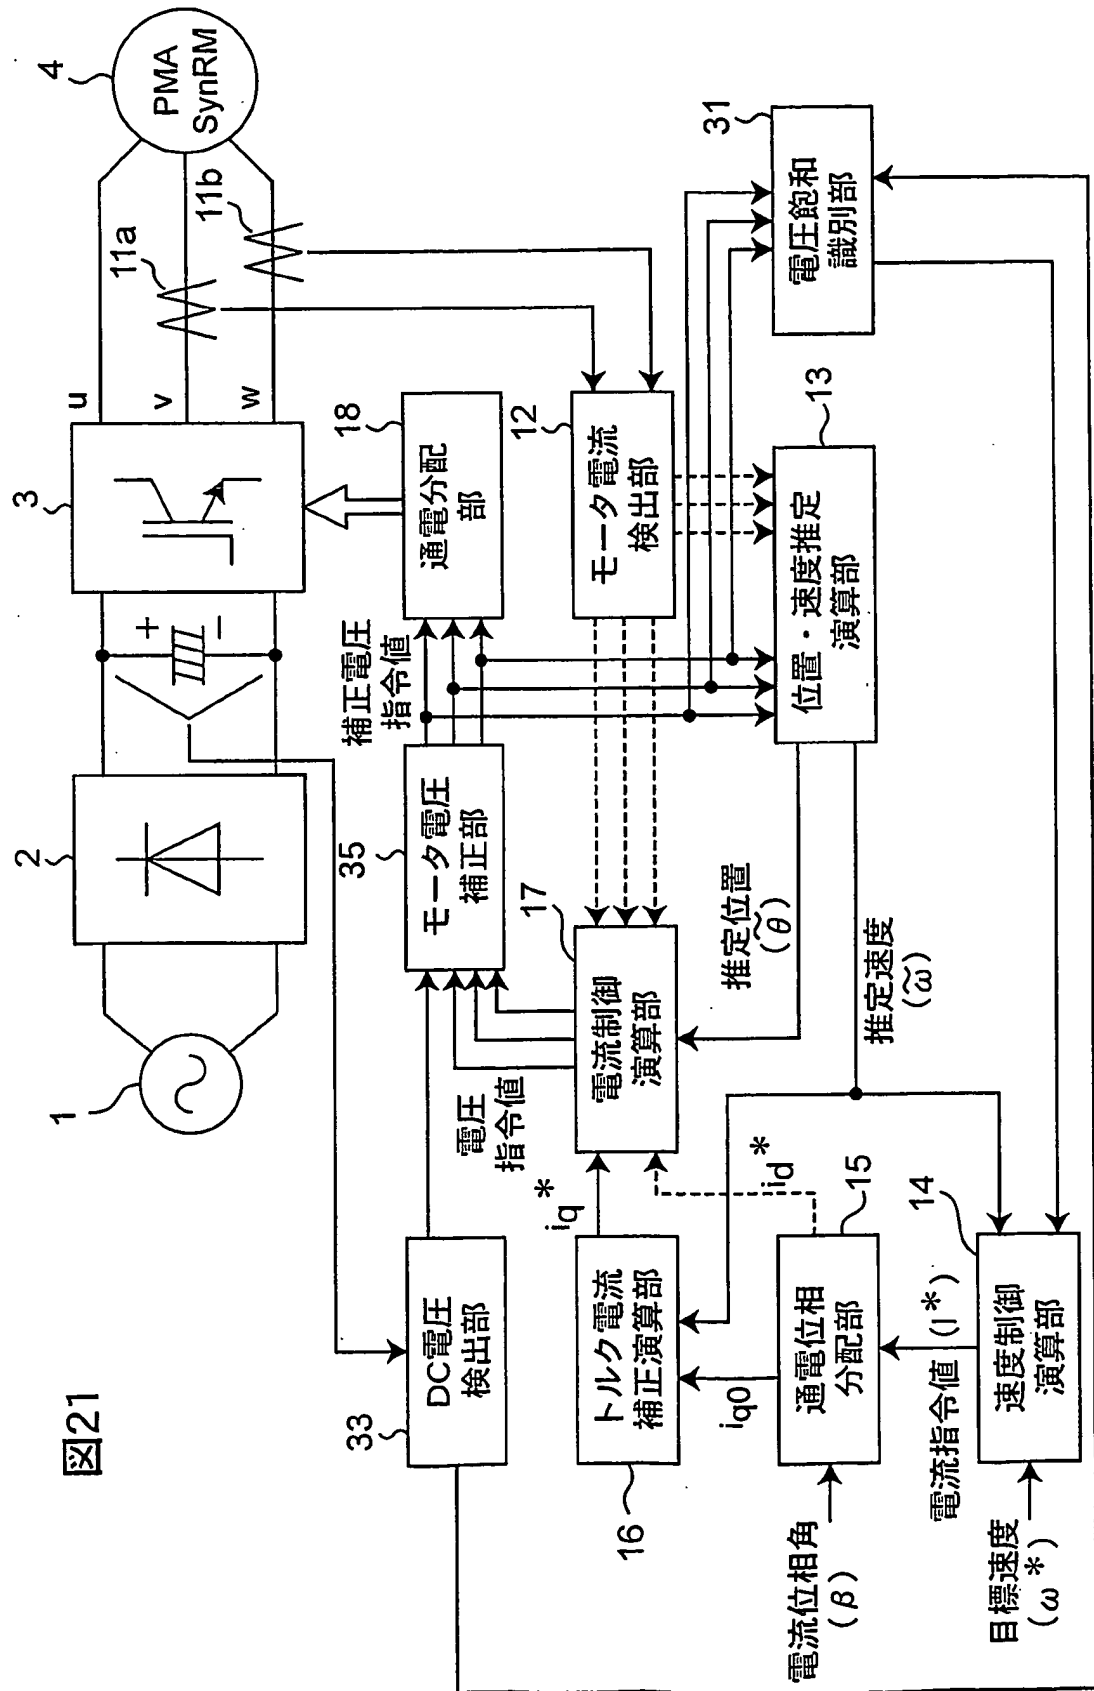 図21
1
2
3
+
−
u
v
w
4
PMA
SynRM
11a
11b
33
DC電圧
検出部
35
モータ電圧
補正部
補正電圧
指令値
18
通電分配
部
電圧
指令値
16
トルク電流
補正演算部
iq*
17
電流制御
演算部
12
モータ電流
検出部
iq0
id*
推定位置
(θ̃)
電流位相角
(β)
15
通電位相
分配部
13
位置・速度推定
演算部
31
電圧飽和
識別部
推定速度
(ω̃)
電流指令値
(I*)
目標速度
(ω*)
14
速度制御
演算部